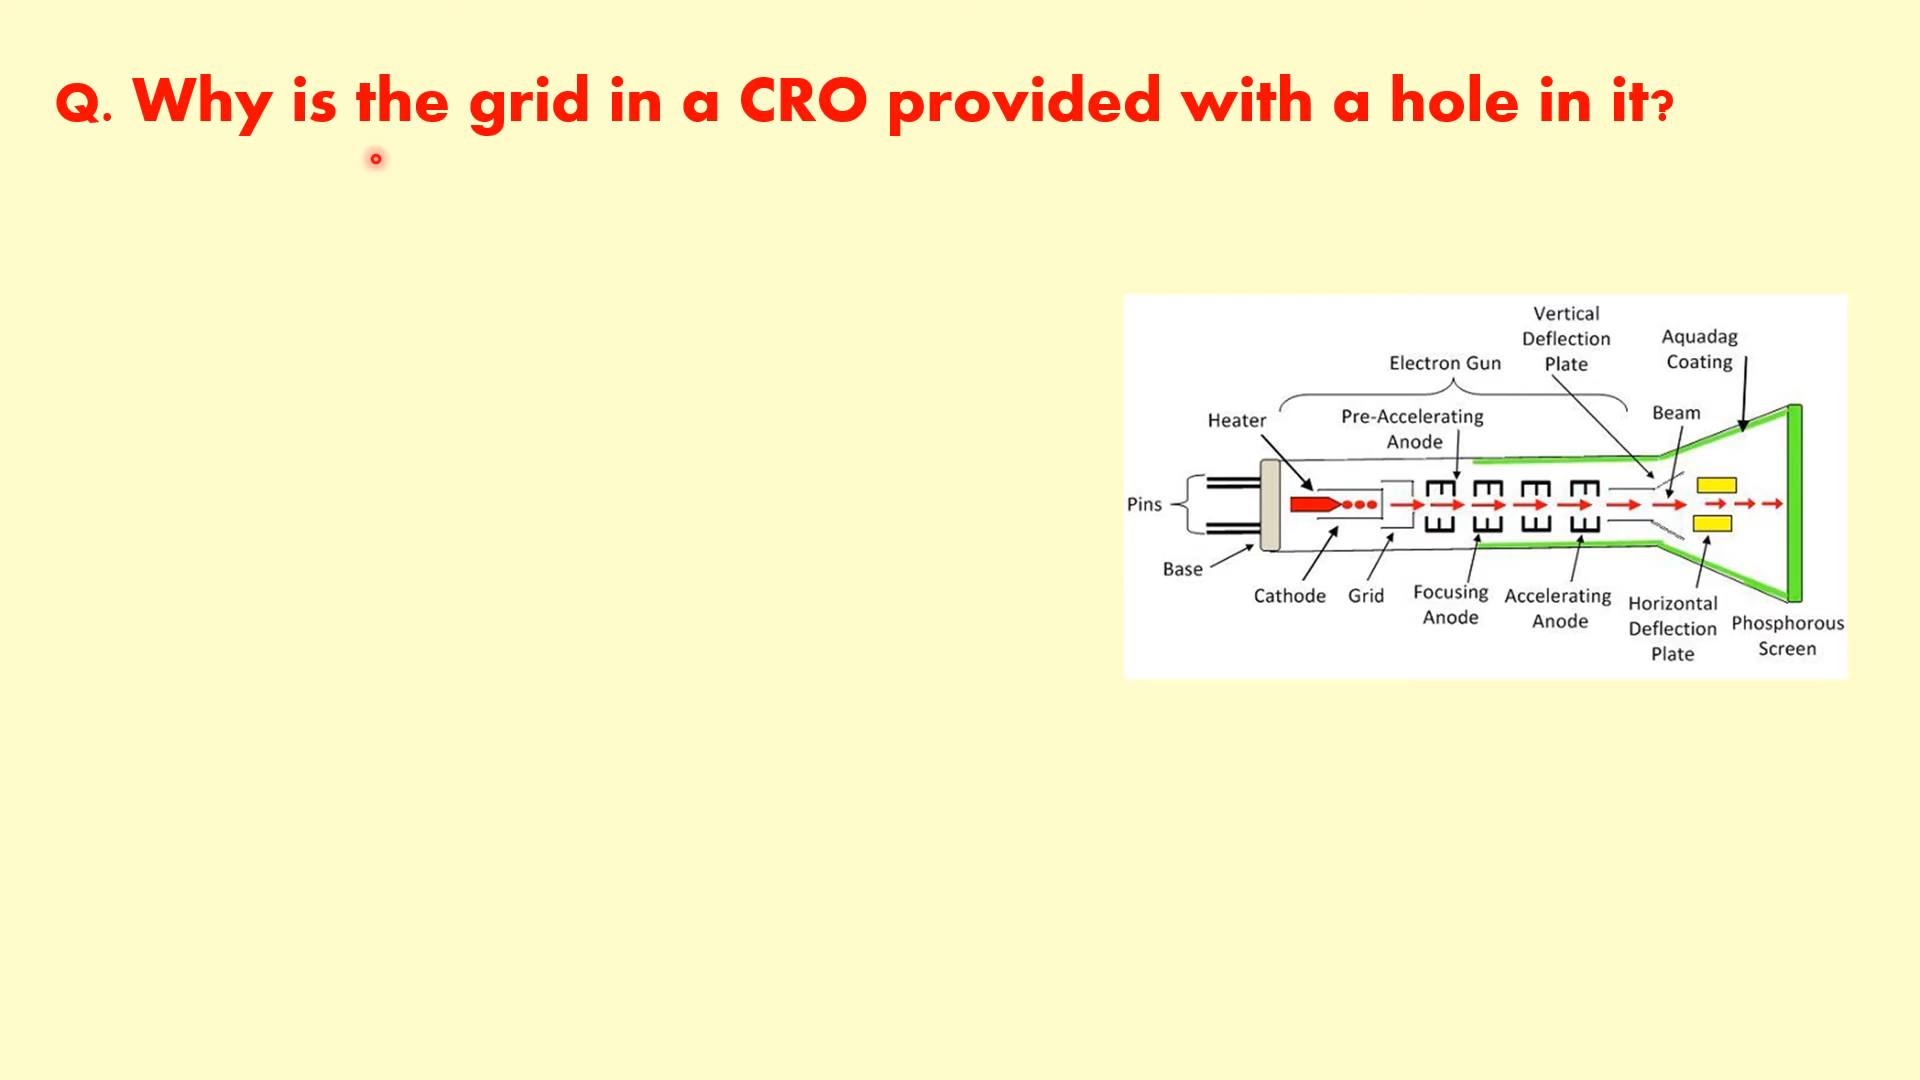 Q. Why is the grid in a CRO provided with a hole in it?
Vertical
Deflection
Plate
Aquadag
Coating
Electron Gun
Heater
Pre-Accelerating
Anode
Beam
Pins
Base
Cathode
Grid
Focusing
Anode
Accelerating
Anode
Horizontal
Deflection
Plate
Phosphorous
Screen